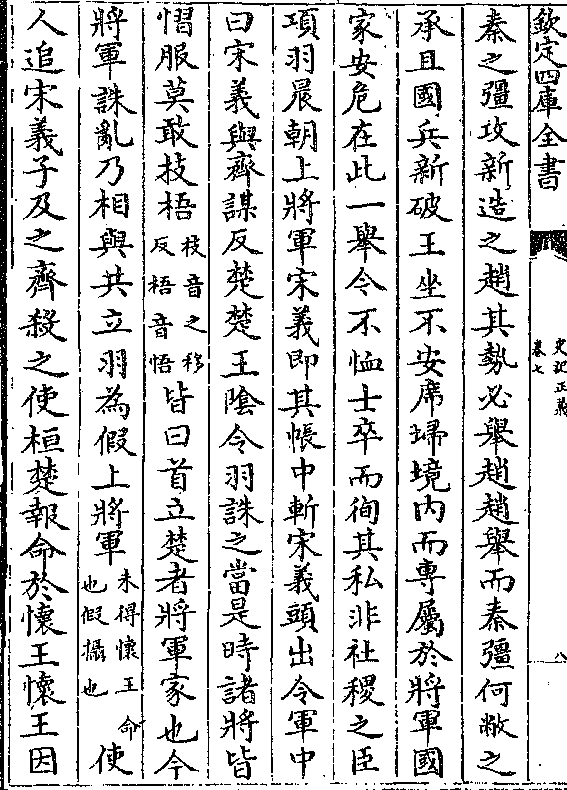 欽定四庫全書
史記正義
卷七
八
秦之彊攻新造之趙其勢必舉趙趙舉而秦彊何敝之
承且國兵新破王坐不安席埽境內而專屬於將軍國
家安危在此一舉今不恤士卒而徇其私非社稷之臣
項羽晨朝上將軍宋義即其帳中斬宋義頭出令軍中
曰宋義與齊謀反楚楚王陰令羽誅之當是時諸將皆
慴服莫敢枝梧枝音之移反梧音悟皆曰首立楚者將軍家也今
將軍誅亂乃相與共立羽為假上將軍未得懷王命也假攝也使
人追宋義子及之齊殺之使桓楚報命於懷王懷王因